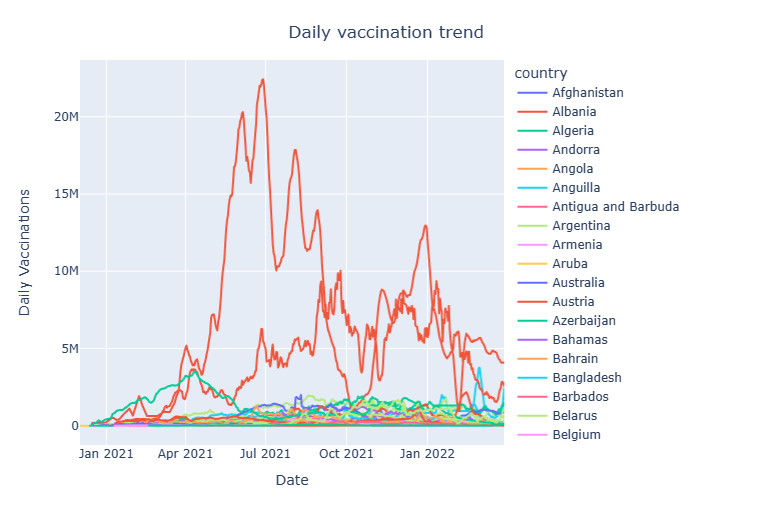 Daily vaccination trend
country
Afghanistan
Albania
Algeria
Andorra
Angola
Anguilla
Antigua and Barbuda
Argentina
Armenia
Aruba
Australia
Austria
Azerbaijan
Bahamas
Bahrain
Bangladesh
Barbados
Belarus
Belgium
Daily Vaccinations
20M
15M
10M
5M
0
Jan 2021
Apr 2021
Jul 2021
Oct 2021
Jan 2022
Date